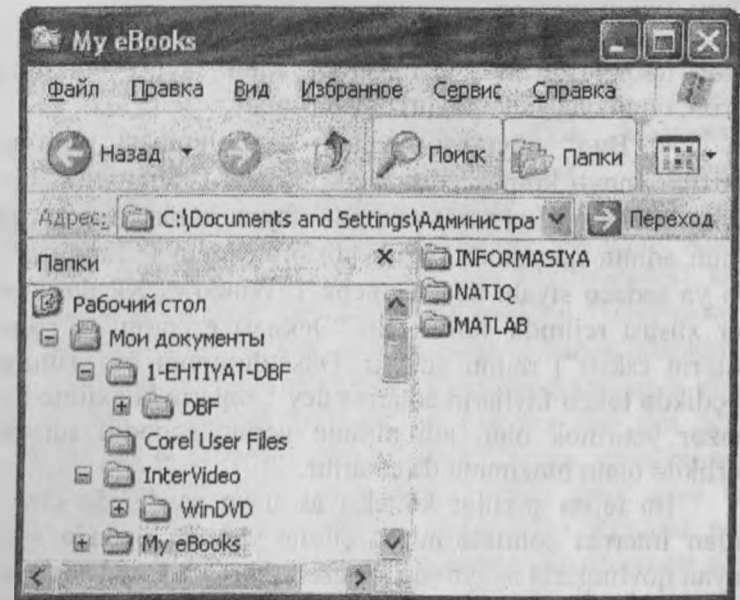 My eBooks
Файл Правка Вид Избранное Сервис Справка
Назад Поиск Папки
Адрес: C:\Documents and Settings\Администрат Переход
Папки
Рабочий стол
Мои документы
1-EHTIYAT-DBF
DBF
Corel User Files
InterVideo
WinDVD
My eBooks
INFORMASIYA
NATIQ
MATLAB